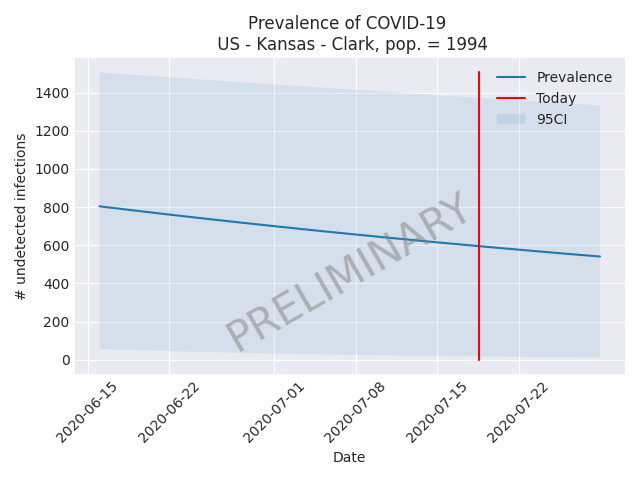 Prevalence of COVID-19
US - Kansas - Clark, pop. = 1994
# undetected infections
1400
1200
1000
800
600
400
200
0
Prevalence
Today
95CI
PRELIMINARY
2020-06-15
2020-06-22
2020-07-01
2020-07-08
2020-07-15
2020-07-22
Date